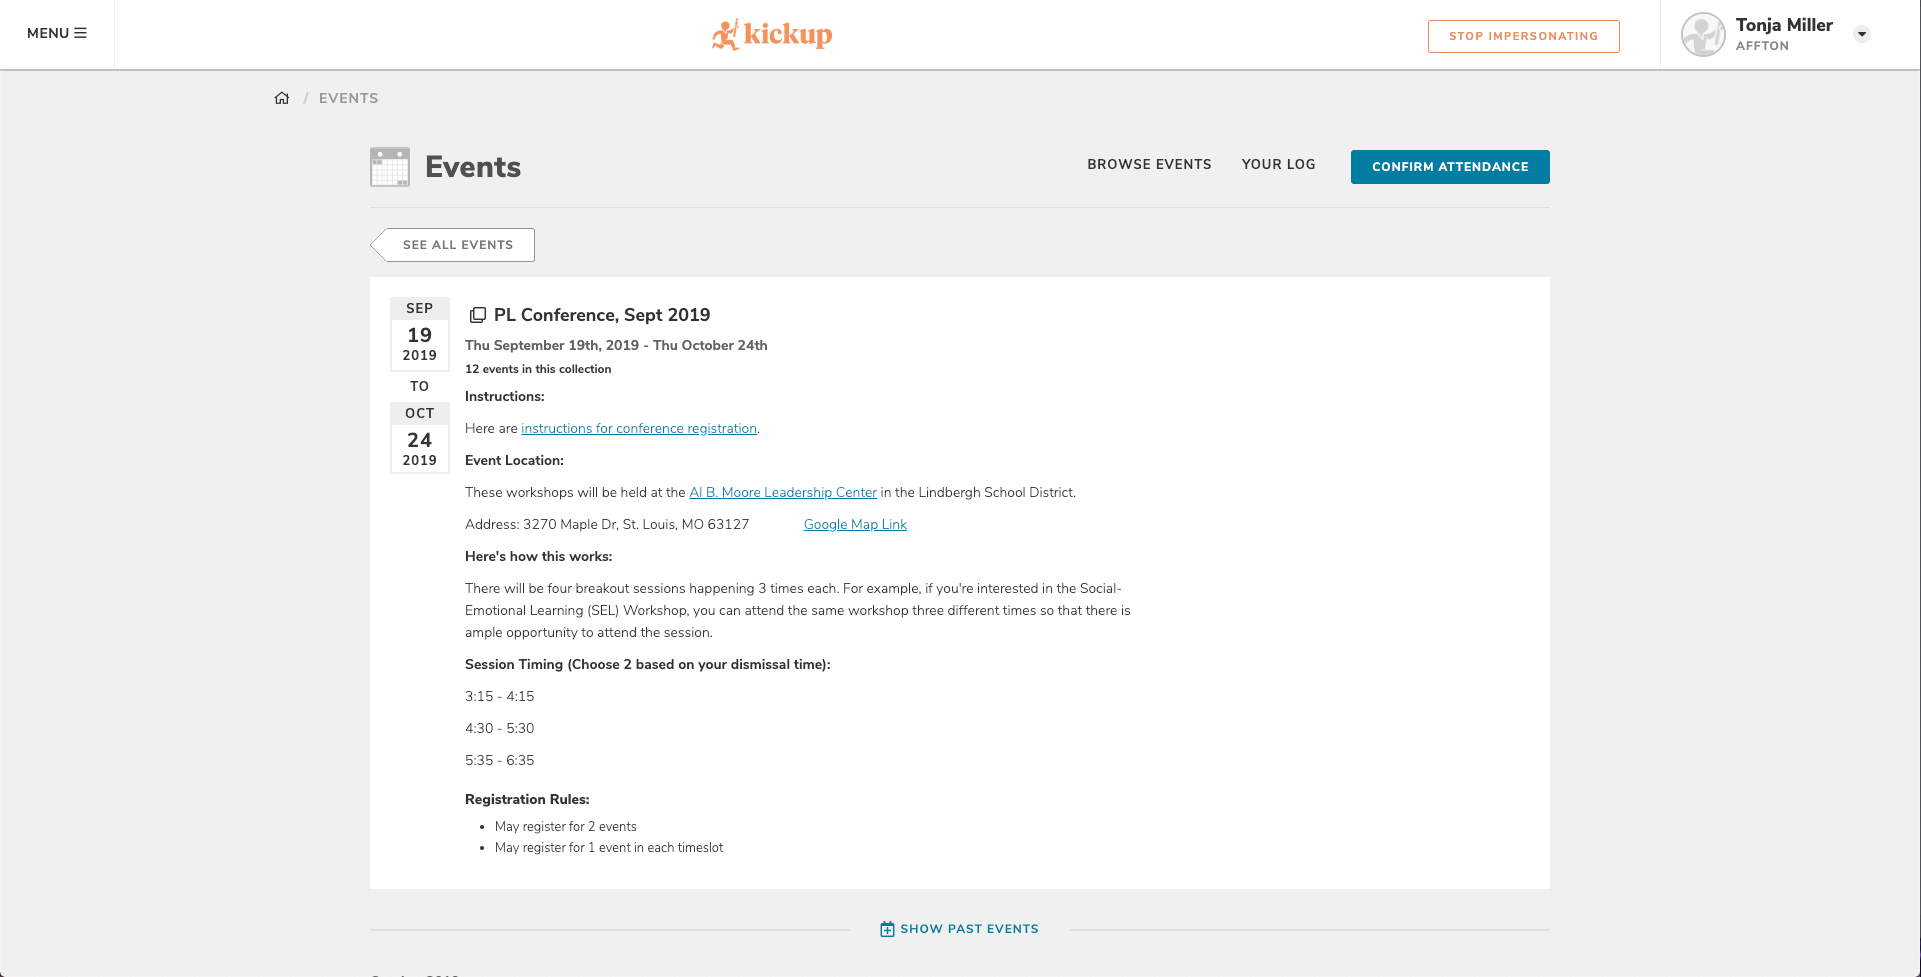 MENU
kickup
STOP IMPERSONATING
Tonja Miller
AFFTON
/ EVENTS
Events
BROWSE EVENTS
YOUR LOG
CONFIRM ATTENDANCE
SEE ALL EVENTS
SEP
19
2019
TO
OCT
24
2019
PL Conference, Sept 2019
Thu September 19th, 2019 - Thu October 24th
12 events in this collection
Instructions:
Here are instructions for conference registration.
Event Location:
These workshops will be held at the Al B. Moore Leadership Center in the Lindbergh School District.
Address: 3270 Maple Dr, St. Louis, MO 63127 Google Map Link
Here's how this works:
There will be four breakout sessions happening 3 times each. For example, if you're interested in the Social-
Emotional Learning (SEL) Workshop, you can attend the same workshop three different times so that there is
ample opportunity to attend the session.
Session Timing (Choose 2 based on your dismissal time):
3:15 - 4:15
4:30 - 5:30
5:35 - 6:35
Registration Rules:
• May register for 2 events
• May register for 1 event in each timeslot
SHOW PAST EVENTS